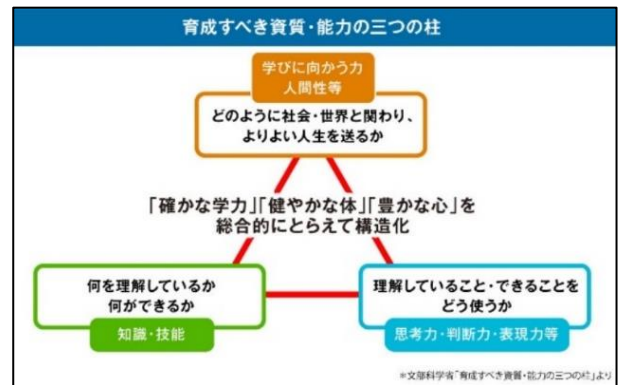 育成すべき資質・能力の三つの柱
学びに向かう力
人間性等
どのように社会・世界と関わり、
よりよい人生を送るか
「確かな学力」「健やかな体」「豊かな心」を
総合的にとらえて構造化
何を理解しているか
何ができるか
知識・技能
理解していること・できることを
どう使うか
思考力・判断力・表現力等
*文部科学省「育成すべき資質・能力の三つの柱」より